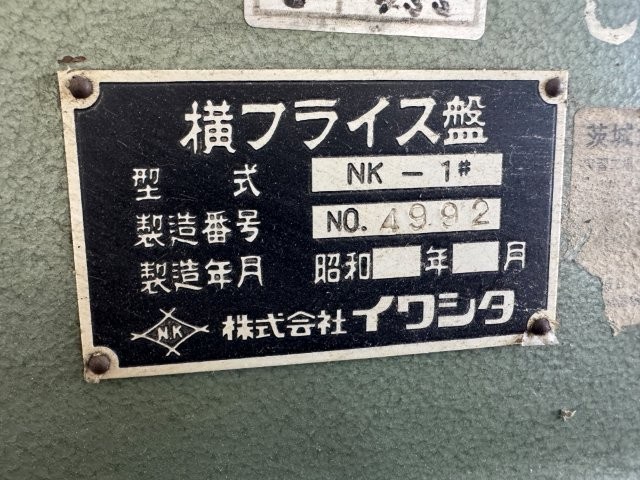 横フライス盤
型式 NK-1#
製造番号 NO. 4992
製造年月 昭和 年 月
N.K 株式会社イワシタ
茨城